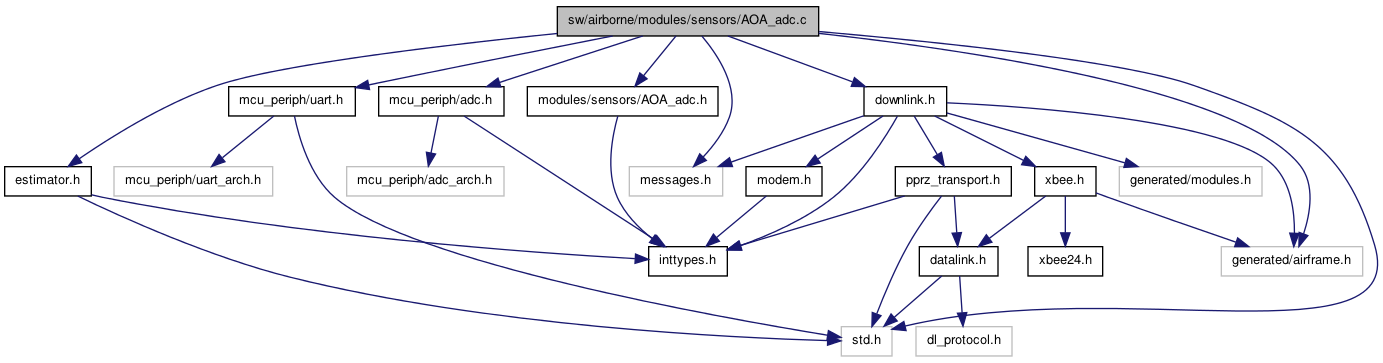 sw/airborne/modules/sensors/AOA_adc.c
mcu_periph/uart.h
mcu_periph/adc.h
modules/sensors/AOA_adc.h
downlink.h
estimator.h
mcu_periph/uart_arch.h
mcu_periph/adc_arch.h
messages.h
modem.h
pprz_transport.h
xbee.h
generated/modules.h
inttypes.h
datalink.h
xbee24.h
generated/airframe.h
std.h
dl_protocol.h